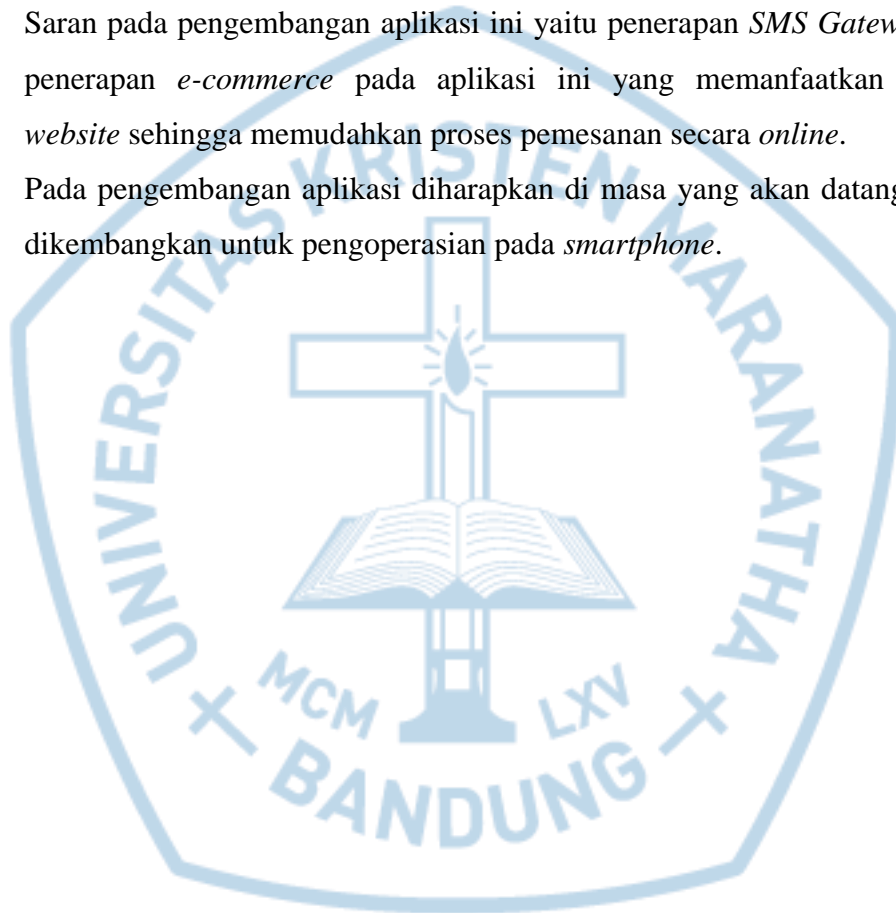 Saran pada pengembangan aplikasi ini yaitu penerapan SMS Gatew
penerapan e-commerce pada aplikasi ini yang memanfaatkan
website sehingga memudahkan proses pemesanan secara online.
Pada pengembangan aplikasi diharapkan di masa yang akan datang
dikembangkan untuk pengoperasian pada smartphone.
UNIVERSITAS KRISTEN MARANATHA
MCM LXV
BANDUNG